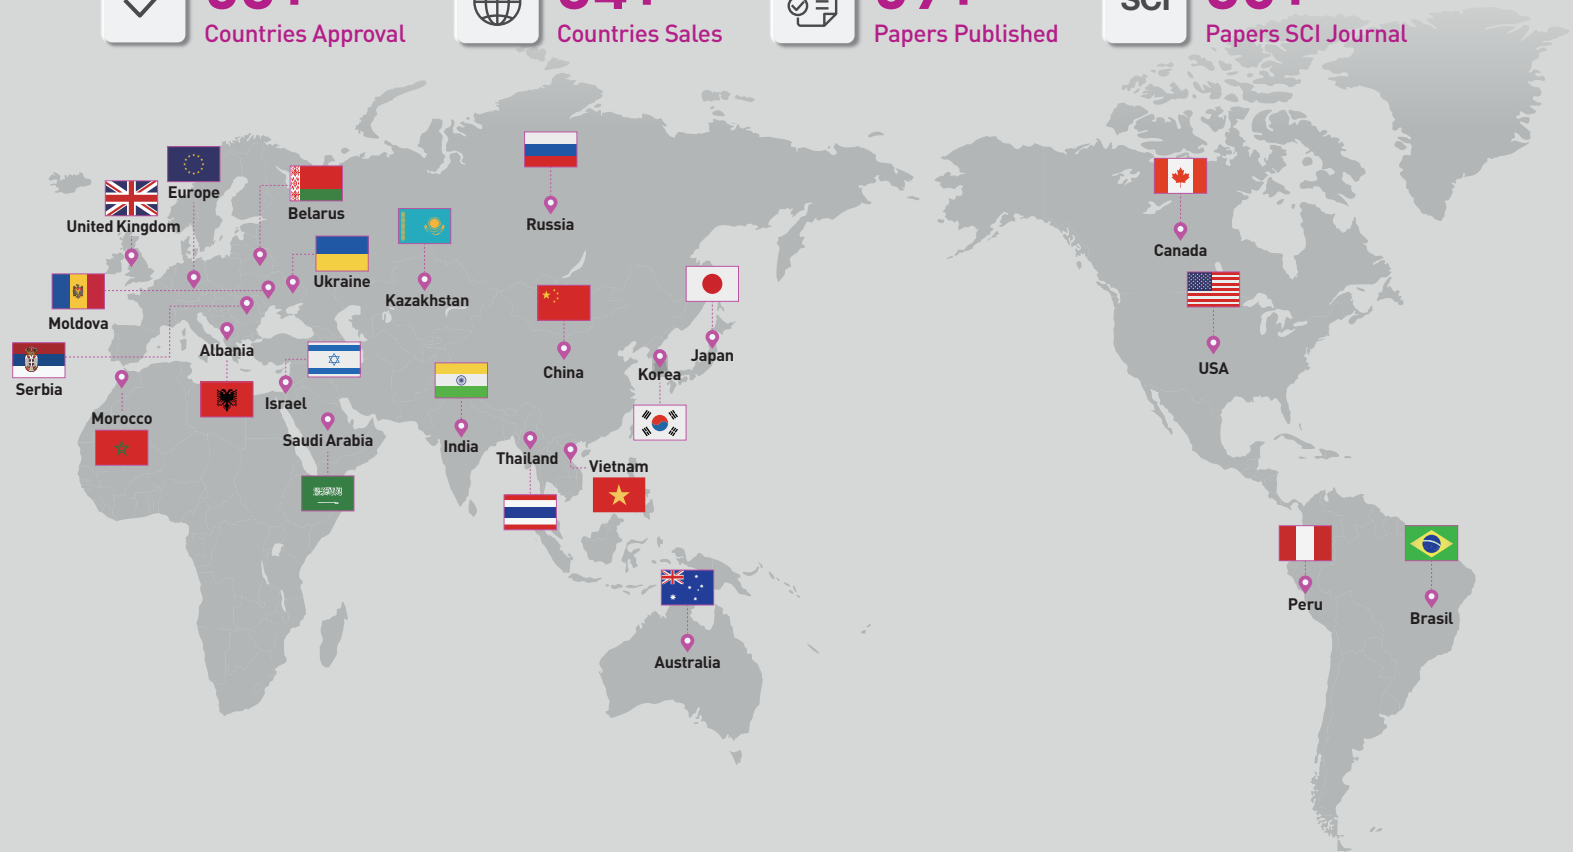 Countries Approval
Countries Sales
Papers Published
SCI
Papers SCI Journal
Europe
United Kingdom
Belarus
Russia
Canada
Ukraine
Kazakhstan
Moldova
Albania
Japan
Serbia
China
Korea
USA
Israel
Morocco
Saudi Arabia
India
Thailand
Vietnam
Peru
Brasil
Australia